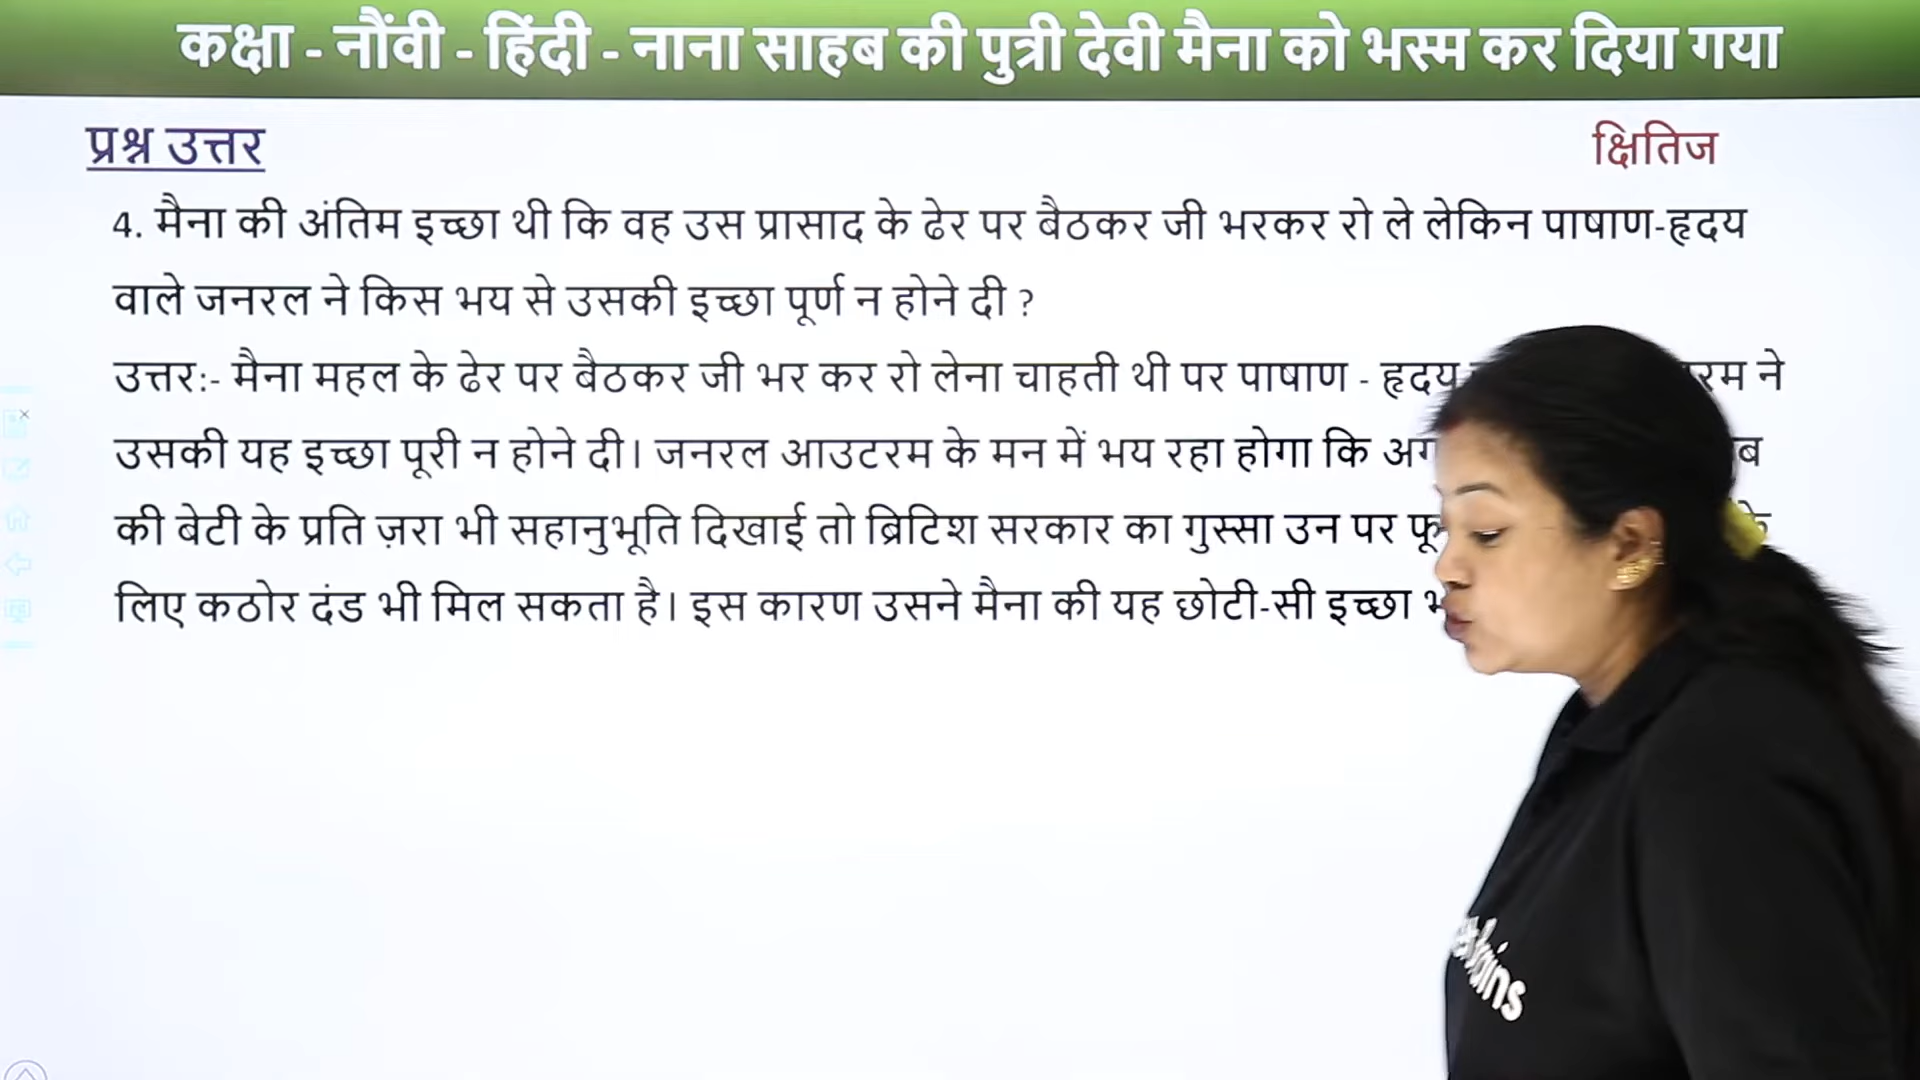 कक्षा - नौंवी - हिंदी - नाना साहब की पुत्री देवी मैना को भस्म कर दिया गया
प्रश्न उत्तर
क्षितिज
4. मैना की अंतिम इच्छा थी कि वह उस प्रासाद के ढेर पर बैठकर जी भरकर रो ले लेकिन पाषाण-हृदय
वाले जनरल ने किस भय से उसकी इच्छा पूर्ण न होने दी ?
उत्तर:- मैना महल के ढेर पर बैठकर जी भर कर रो लेना चाहती थी पर पाषाण - हृदय ने
उसकी यह इच्छा पूरी न होने दी। जनरल आउटरम के मन में भय रहा होगा कि
की बेटी के प्रति ज़रा भी सहानुभूति दिखाई तो ब्रिटिश सरकार का गुस्सा उन पर
लिए कठोर दंड भी मिल सकता है। इस कारण उसने मैना की यह छोटी-सी इच्छा